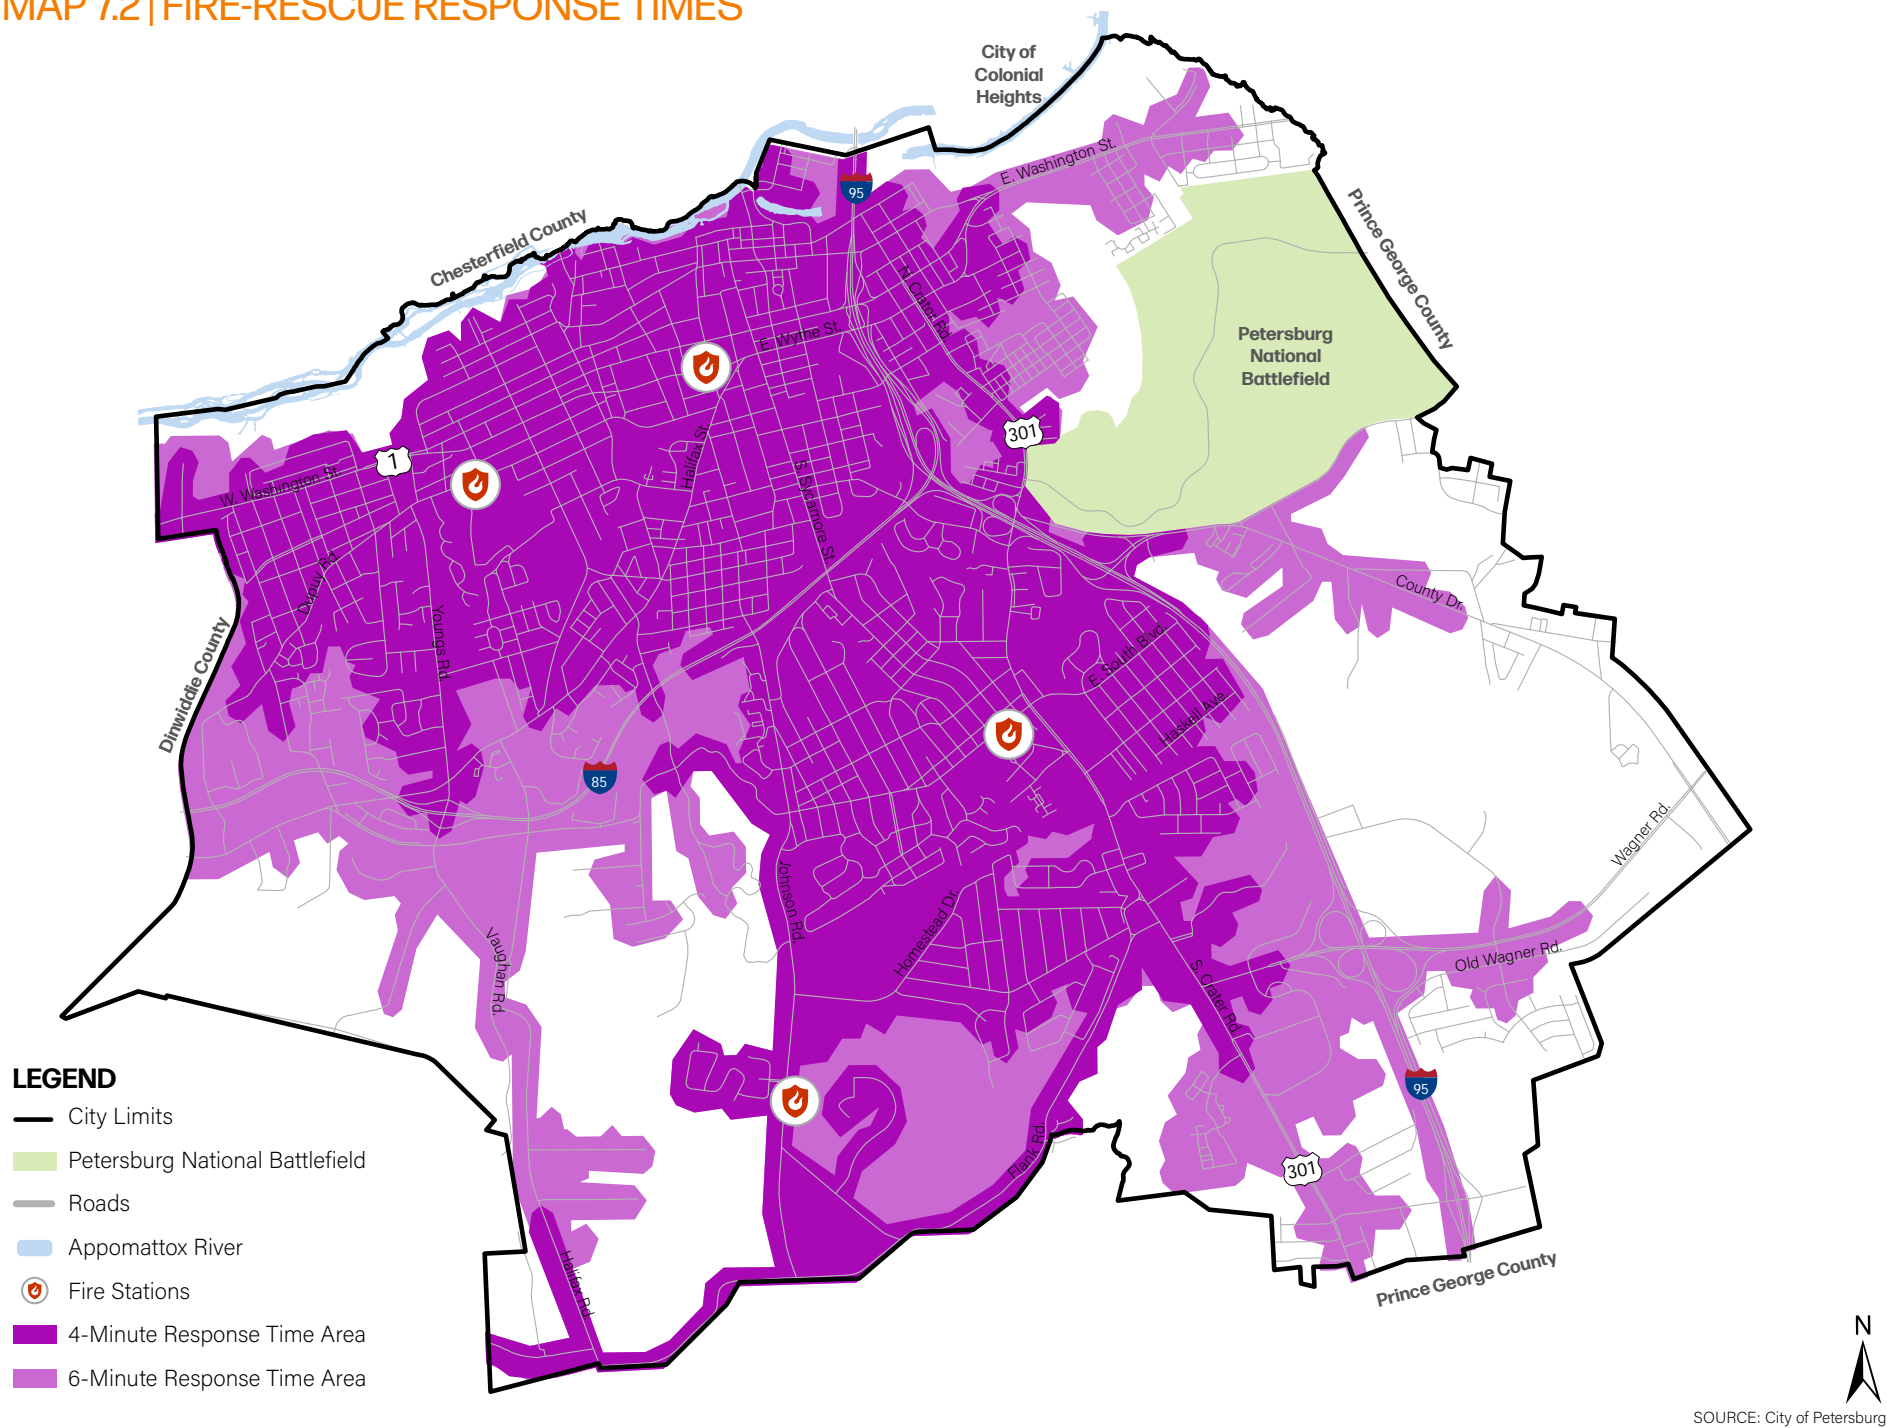 MAP 7.2 | FIRE-RESCUE RESPONSE TIMES
City of
Colonial
Heights
E. Washington St.
95
Chesterfield County
Prince George County
N. Crater Rd.
E. Wythe St.
Petersburg
National
Battlefield
301
1
Halifax St.
W. Washington St.
S. Sycamore St.
Dupuy Rd.
County Dr.
Youngs Rd.
E. South Blvd.
Dinwiddie County
Haskell Ave.
85
Wagner Rd.
Johnson Rd.
Homestead Dr.
Vaughan Rd.
Old Wagner Rd.
S. Crater Rd.
95
Flank Rd.
301
Halifax Rd.
Prince George County
LEGEND
City Limits
Petersburg National Battlefield
Roads
Appomattox River
Fire Stations
4-Minute Response Time Area
6-Minute Response Time Area
N
SOURCE: City of Petersburg